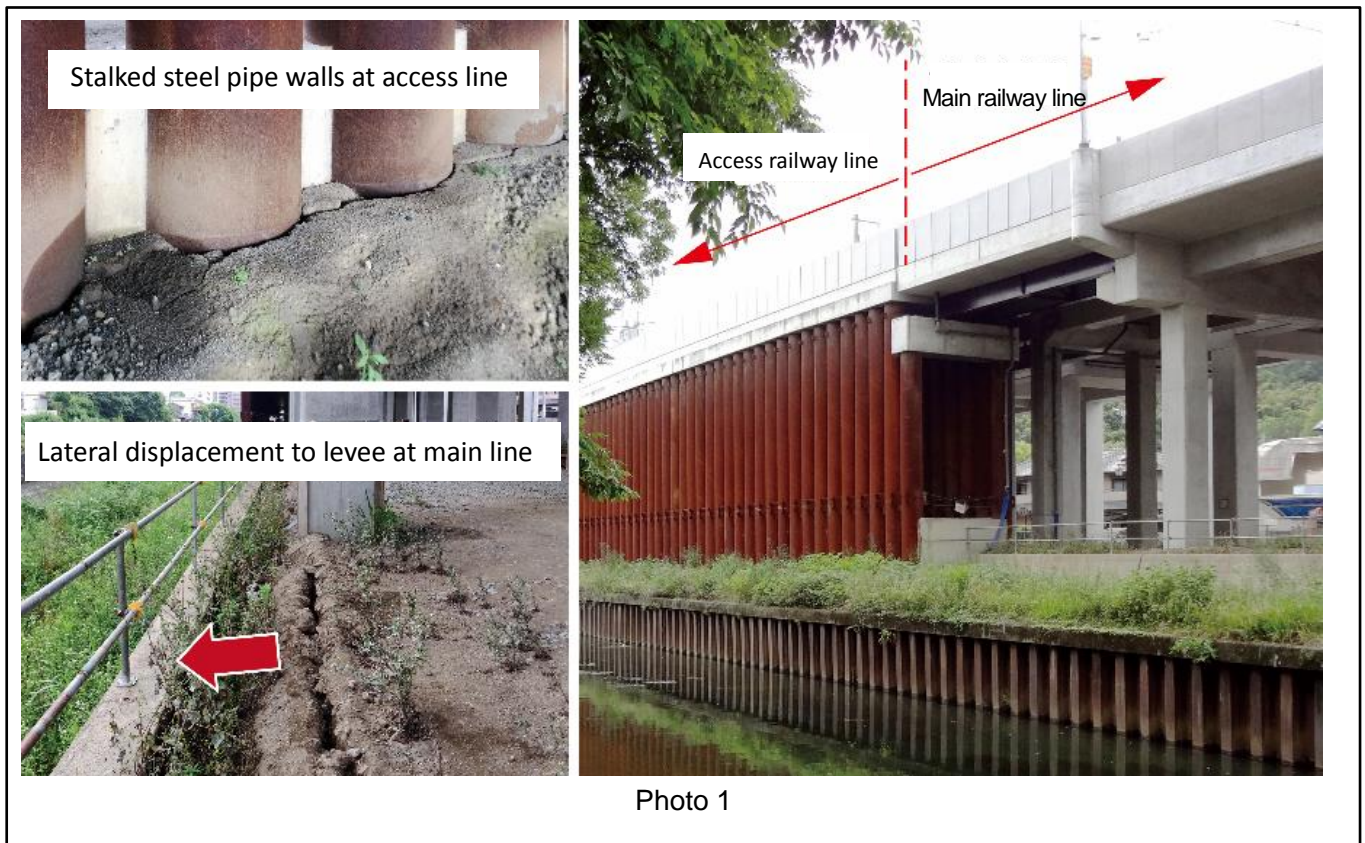 Stalked steel pipe walls at access line
Lateral displacement to levee at main line
Main railway line
Access railway line
Photo 1